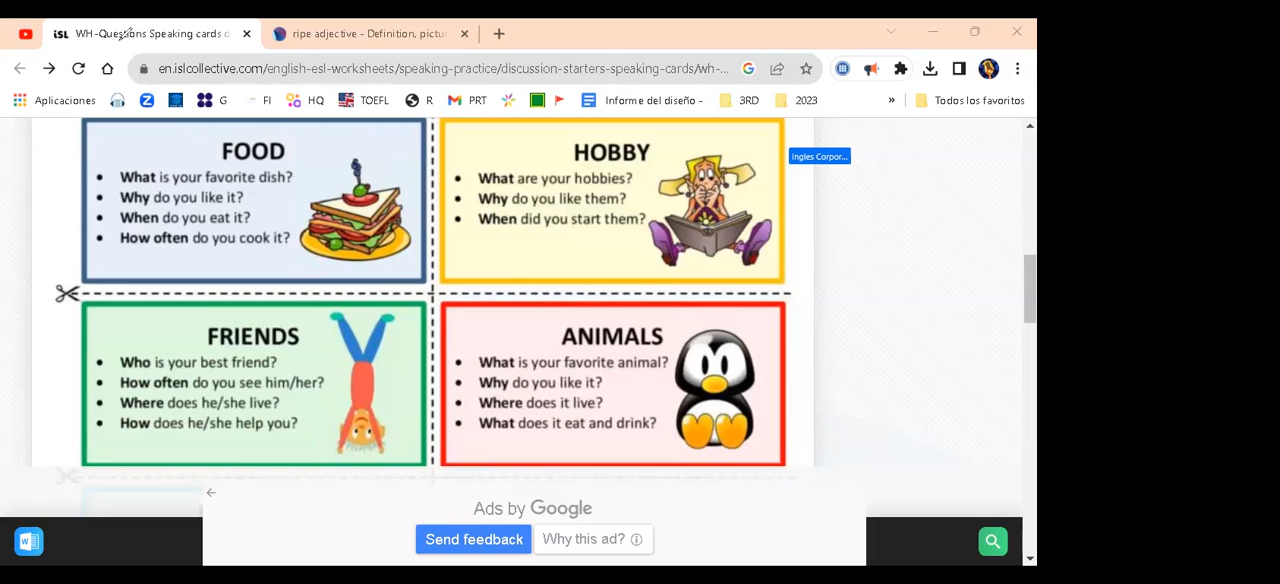 iSL WH-Questions Speaking cards d
ripe adjective - Definition, pictur
en.islcollective.com/english-esl-worksheets/speaking-practice/discussion-starters-speaking-cards/wh-...
Aplicaciones G FI HQ TOEFL R PRT Informe del diseño - 3RD 2023 » Todos los favoritos
Ingles Corpor...
FOOD
What is your favorite dish?
Why do you like it?
When do you eat it?
How often do you cook it?
HOBBY
What are your hobbies?
Why do you like them?
When did you start them?
FRIENDS
Who is your best friend?
How often do you see him/her?
Where does he/she live?
How does he/she help you?
ANIMALS
What is your favorite animal?
Why do you like it?
Where does it live?
What does it eat and drink?
Ads by Google
Send feedback
Why this ad?
W